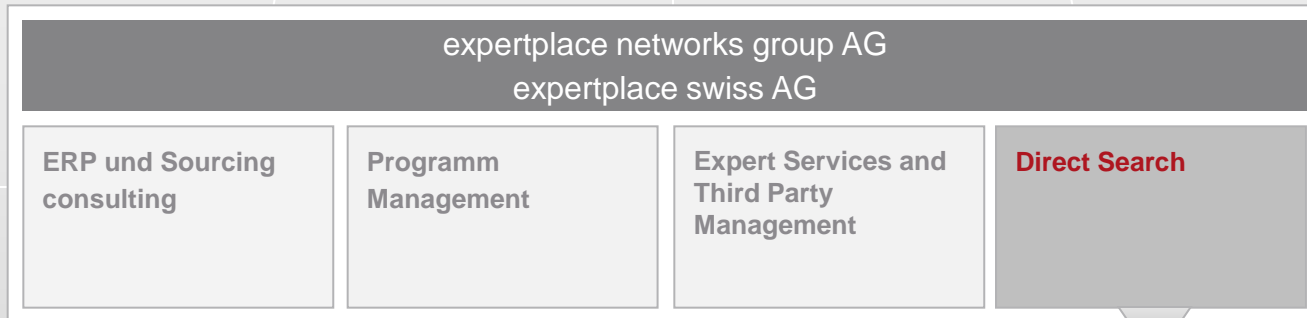 expertplace networks group AG
expertplace swiss AG
ERP und Sourcing
consulting
Programm
Management
Expert Services and
Third Party
Management
Direct Search